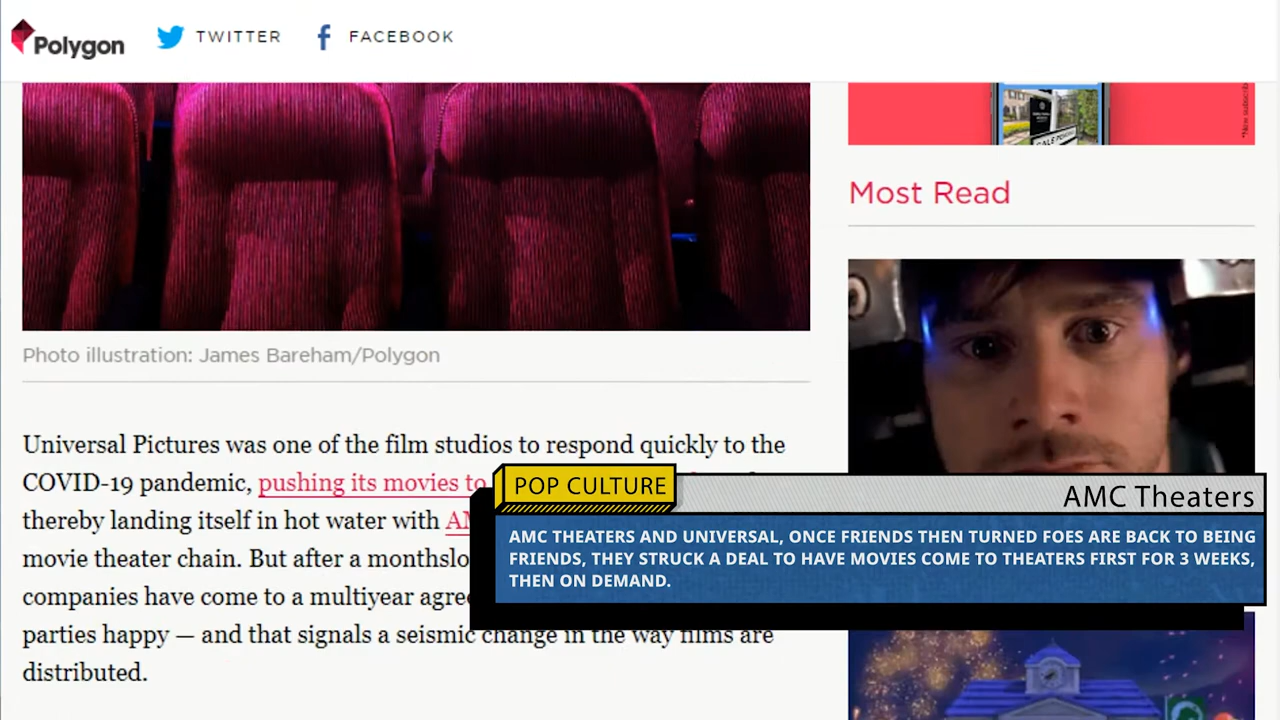 Polygon
TWITTER
FACEBOOK
Most Read
Photo illustration: James Bareham/Polygon
Universal Pictures was one of the film studios to respond quickly to the
COVID-19 pandemic, pushing its movies to
thereby landing itself in hot water with
movie theater chain. But after a
companies have come to a multiyear
parties happy — and that signals a seismic change in the way films are
distributed.
POP CULTURE
AMC Theaters
AMC THEATERS AND UNIVERSAL, ONCE FRIENDS THEN TURNED FOES ARE BACK TO BEING
FRIENDS, THEY STRUCK A DEAL TO HAVE MOVIES COME TO THEATERS FIRST FOR 3 WEEKS,
THEN ON DEMAND.